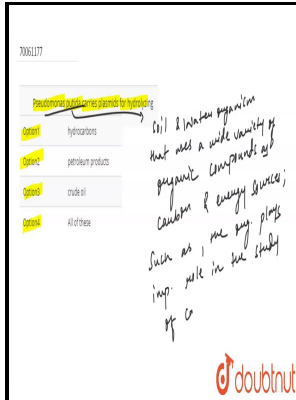 70061177
Pseudomonas putida carries plasmids for hydrolyzing
Option1 hydrocarbons
Option2 petroleum products
Option3 crude oil
Option4 All of these
soil & water organism
that uses a wide variety of
organic compounds as
carbon & energy sources;
Such as, the org. plays
imp. role in the study
of c
doubtnut